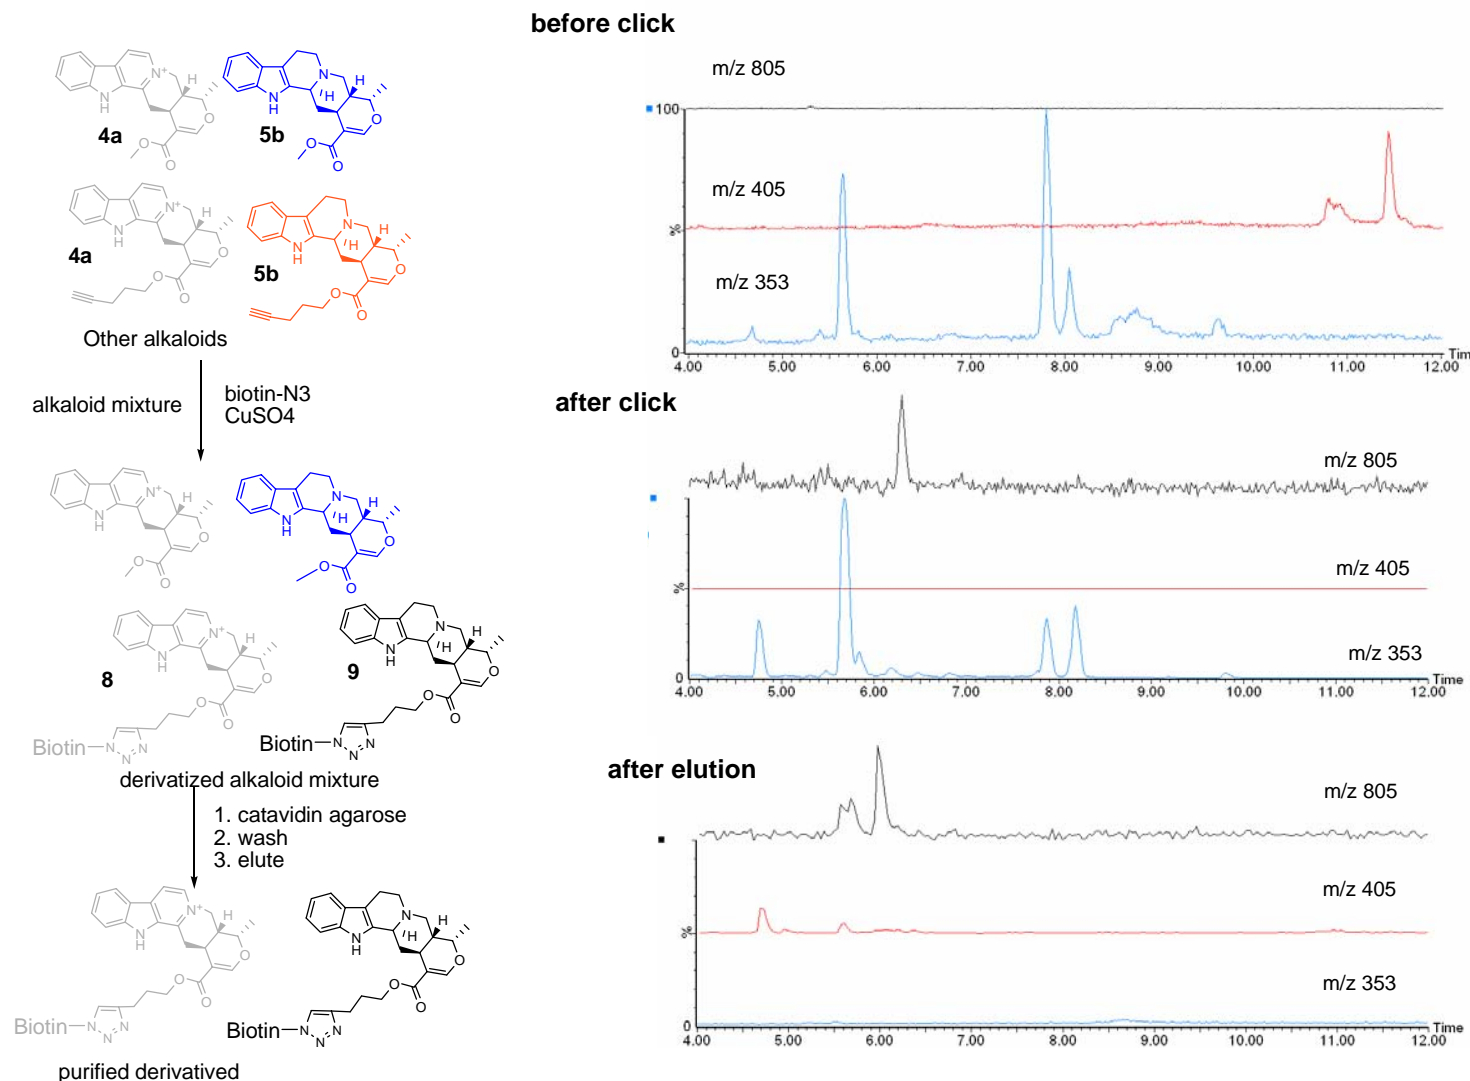 before click
m/z 805
100
m/z 405
%
m/z 353
0
4.00 5.00 6.00 7.00 8.00 9.00 10.00 11.00 12.00
Tim
N+
H
N
H
O
O
O
4a
N
H
H
N
H
O
O
O
5b
N+
H
N
H
O
O
O
4a
N
H
H
N
H
O
O
O
5b
Other alkaloids
alkaloid mixture
biotin-N3
CuSO4
after click
m/z 805
m/z 405
%
m/z 353
0
4.00 5.00 6.00 7.00 8.00 9.00 10.00 11.00 12.00
Time
N+
H
N
H
O
O
O
N
H
H
N
H
O
O
O
N+
H
N
H
O
O
O
8
Biotin
N
N
N
N
H
H
N
H
O
O
O
9
Biotin
N
N
N
derivatized alkaloid mixture
1. catavidin agarose
2. wash
3. elute
after elution
m/z 805
m/z 405
%
m/z 353
0
4.00 5.00 6.00 7.00 8.00 9.00 10.00 11.00 12.00
Time
N+
H
N
H
O
O
O
Biotin
N
N
N
N
H
H
N
H
O
O
O
Biotin
N
N
N
purified derivatived